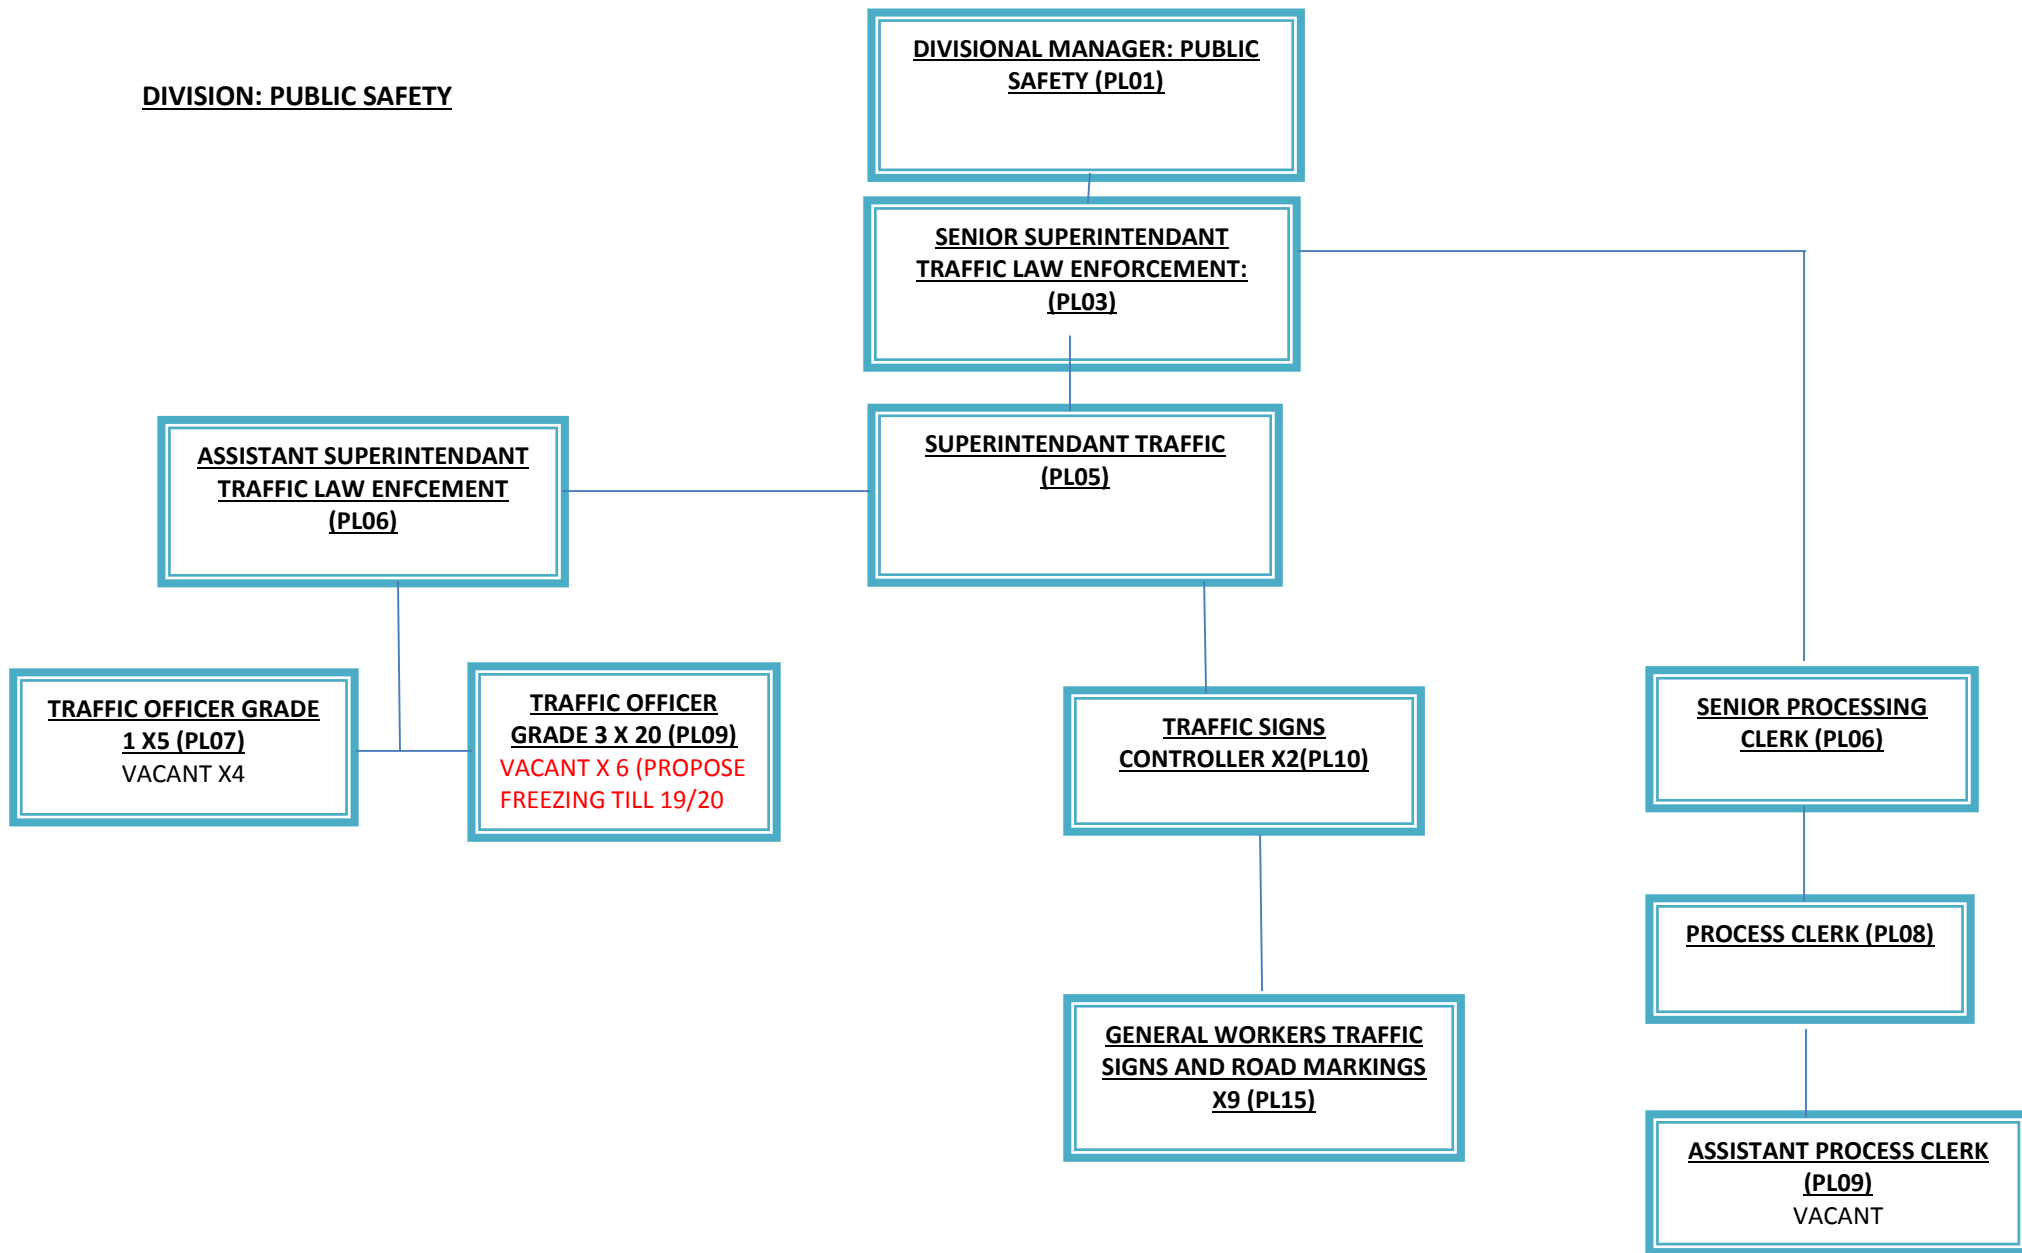 DIVISION: PUBLIC SAFETY
DIVISIONAL MANAGER: PUBLIC
SAFETY (PL01)
SENIOR SUPERINTENDANT
TRAFFIC LAW ENFORCEMENT:
(PL03)
ASSISTANT SUPERINTENDANT
TRAFFIC LAW ENFCEMENT
(PL06)
SUPERINTENDANT TRAFFIC
(PL05)
TRAFFIC OFFICER GRADE
1 X5 (PL07)
VACANT X4
TRAFFIC OFFICER
GRADE 3 X 20 (PL09)
VACANT X 6 (PROPOSE
FREEZING TILL 19/20
TRAFFIC SIGNS
CONTROLLER X2(PL10)
SENIOR PROCESSING
CLERK (PL06)
PROCESS CLERK (PL08)
GENERAL WORKERS TRAFFIC
SIGNS AND ROAD MARKINGS
X9 (PL15)
ASSISTANT PROCESS CLERK
(PL09)
VACANT